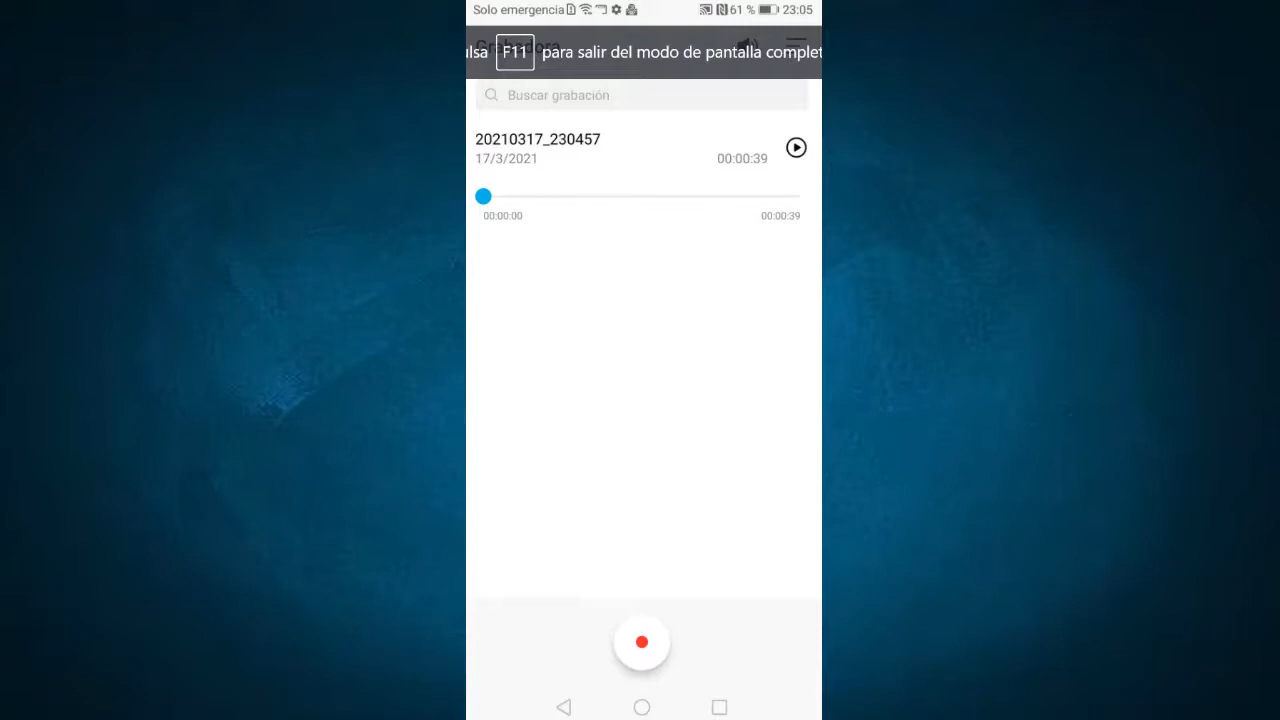 Solo emergencia 61 % 23:05
Grabadora
ulsa F11 para salir del modo de pantalla complet
Buscar grabación
20210317_230457
17/3/2021 00:00:39
00:00:00 00:00:39